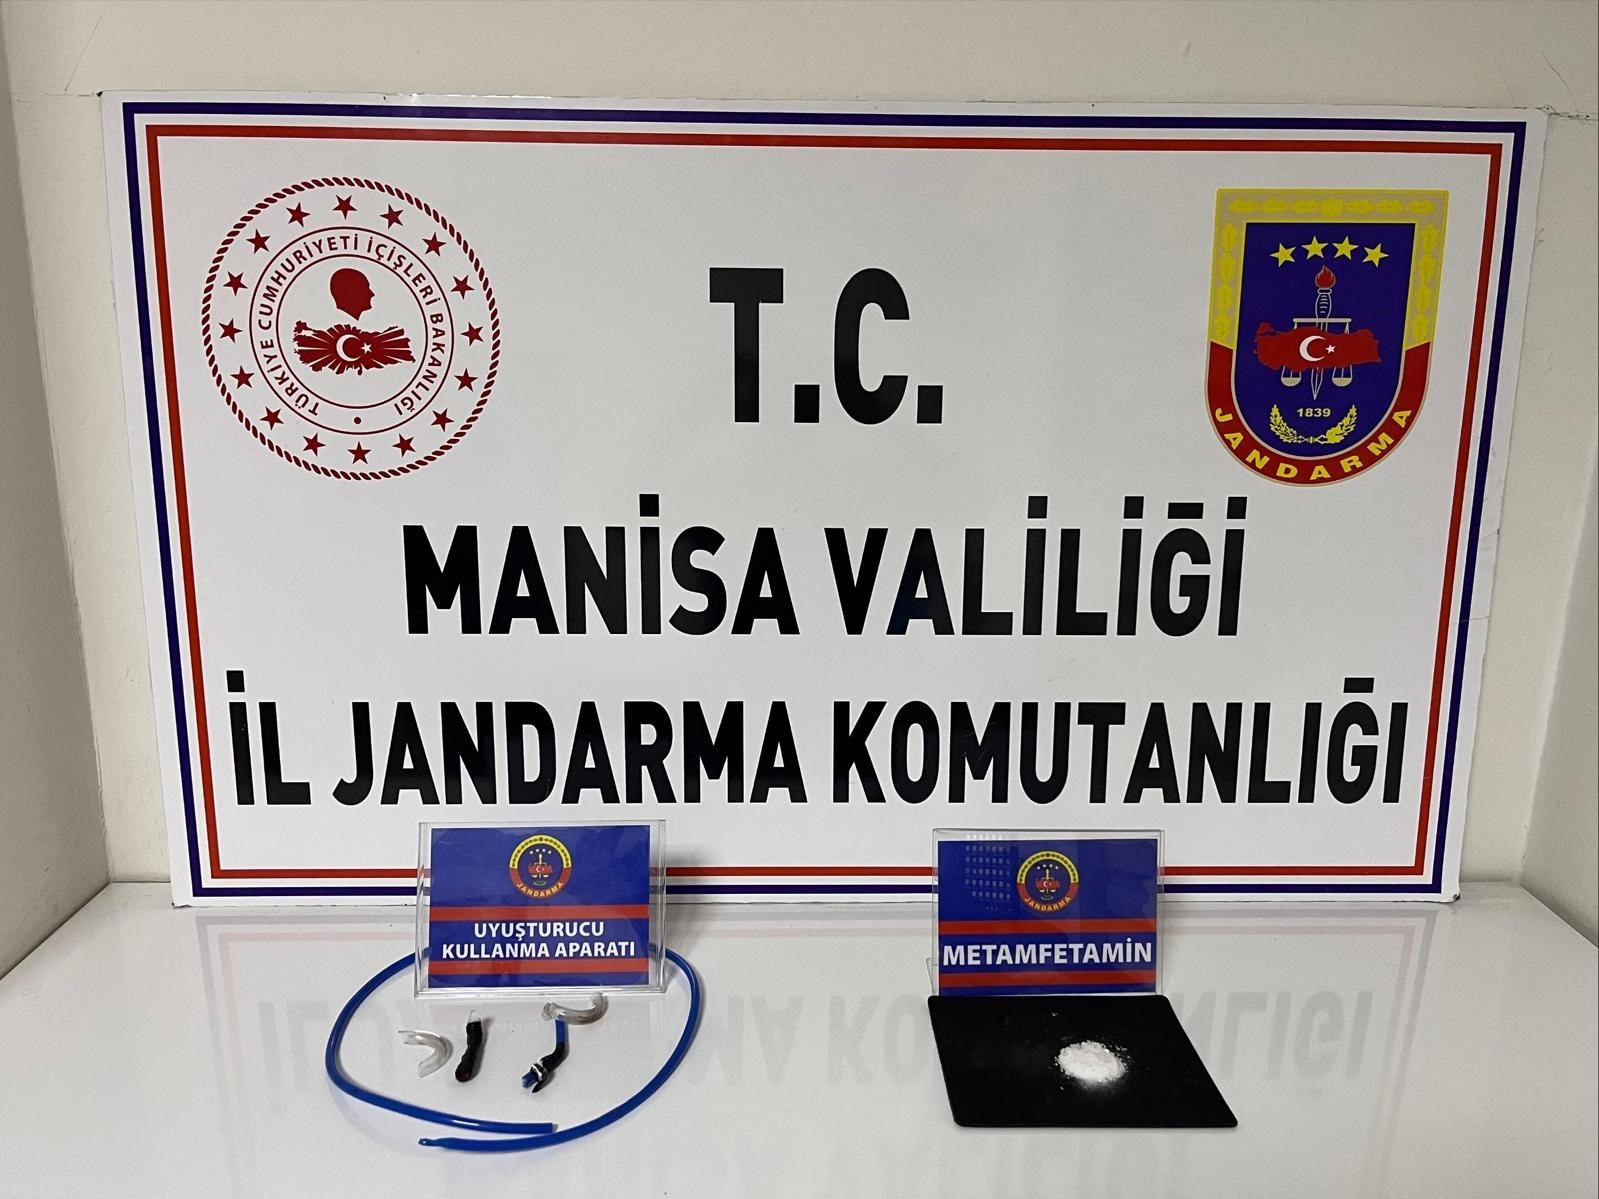 TÜRKİYE CUMHURİYETİ İÇİŞLERİ BAKANLIĞI
T.C.
1839
JANDARMA
MANİSA VALİLİĞİ
İL JANDARMA KOMUTANLIĞI
JANDARMA
UYUŞTURUCU
KULLANMA APARATI
JANDARMA
METAMFETAMİN